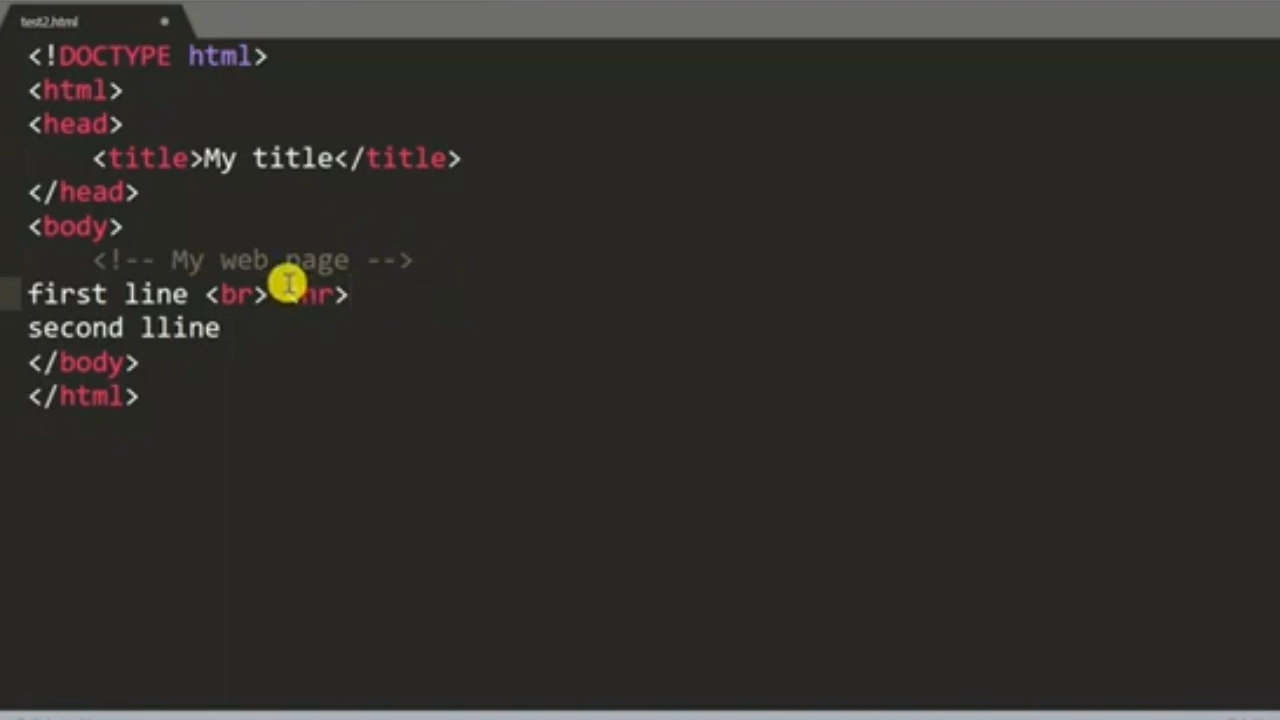 test2.html
<!DOCTYPE html>
<html>
<head>
    <title>My title</title>
</head>
<body>
    <!-- My web page -->
first line <br> <hr>
second lline
</body>
</html>